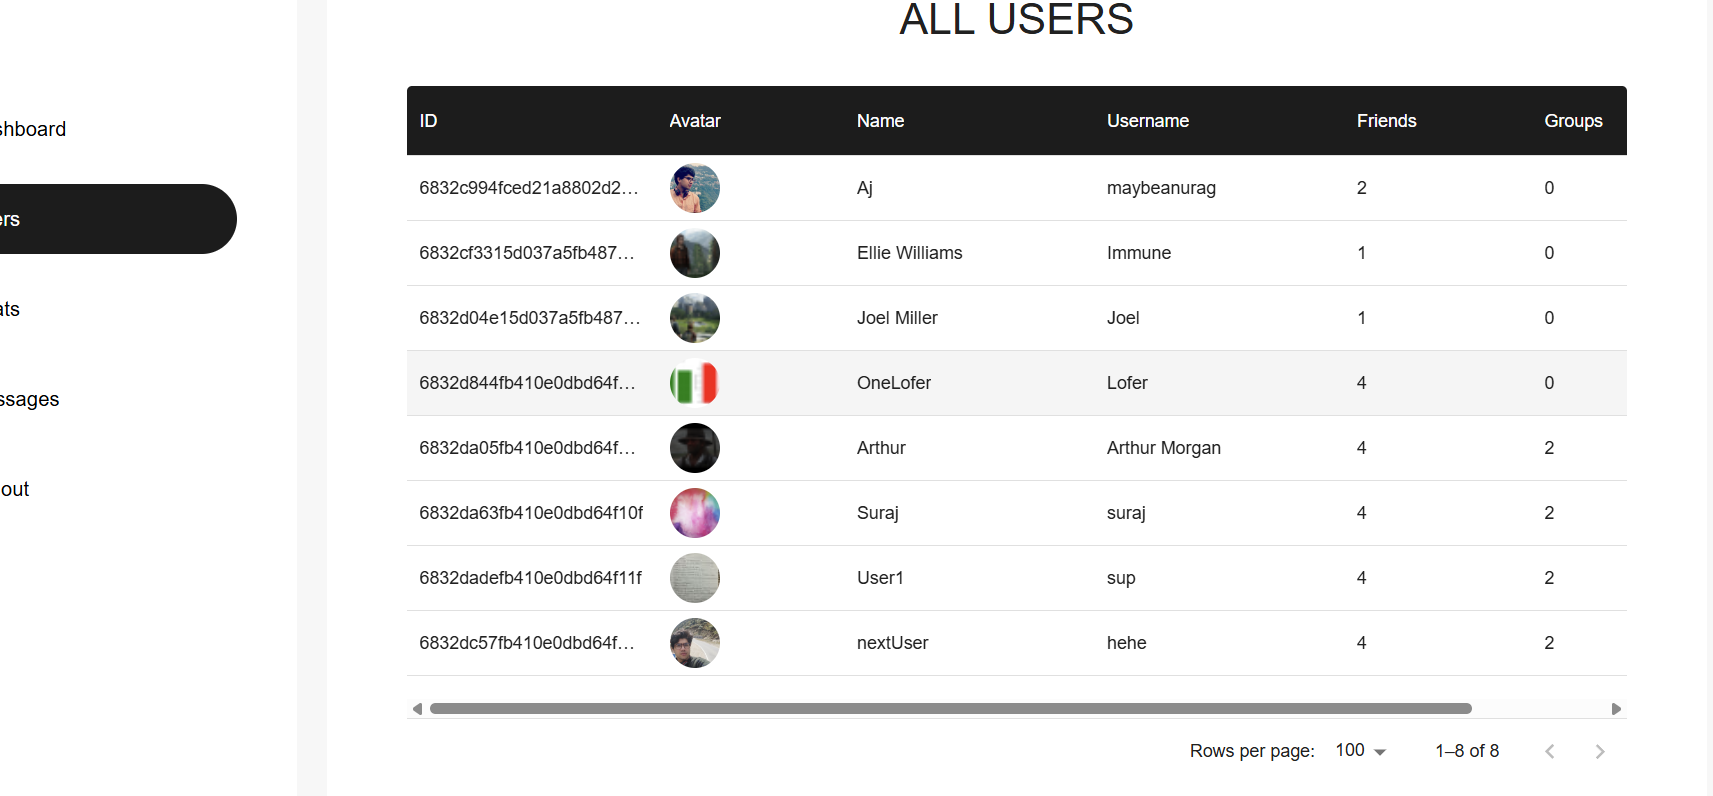 ALL USERS
shboard
ers
ats
ssages
out
ID Avatar Name Username Friends Groups
6832c994fced21a8802d2… Aj maybeanurag 2 0
6832cf3315d037a5fb487… Ellie Williams Immune 1 0
6832d04e15d037a5fb487… Joel Miller Joel 1 0
6832d844fb410e0dbd64f… OneLofer Lofer 4 0
6832da05fb410e0dbd64f… Arthur Arthur Morgan 4 2
6832da63fb410e0dbd64f10f Suraj suraj 4 2
6832dadefb410e0dbd64f11f User1 sup 4 2
6832dc57fb410e0dbd64f… nextUser hehe 4 2
Rows per page: 100 1–8 of 8